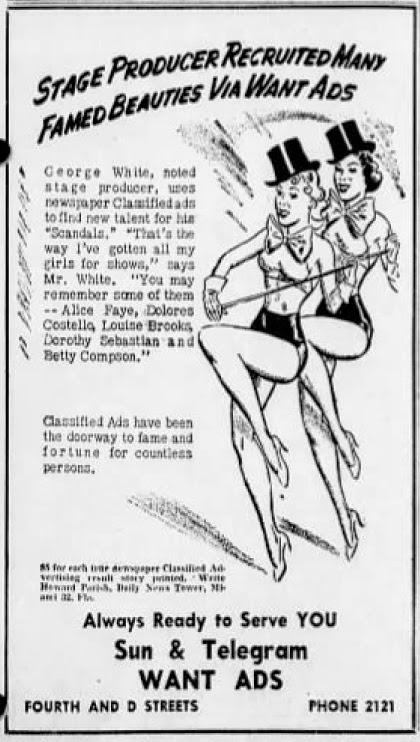 STAGE PRODUCER RECRUITED MANY
FAMED BEAUTIES VIA WANT ADS
George White, noted
stage producer, uses
newspaper Classified ads
to find new talent for his
"Scandals." "That's the
way I've gotten all my
girls for shows," says
Mr. White. "You may
remember some of them
-- Alice Faye, Dolores
Costello, Louise Brooks,
Dorothy Sebastian and
Betty Compson."
Classified Ads have been
the doorway to fame and
fortune for countless
persons.
$5 for each true newspaper Classified Ad-
vertising result story printed. Write
Howard Parish, Daily News Tower, Mi-
ami 32, Fla.
Always Ready to Serve YOU
Sun & Telegram
WANT ADS
FOURTH AND D STREETS
PHONE 2121